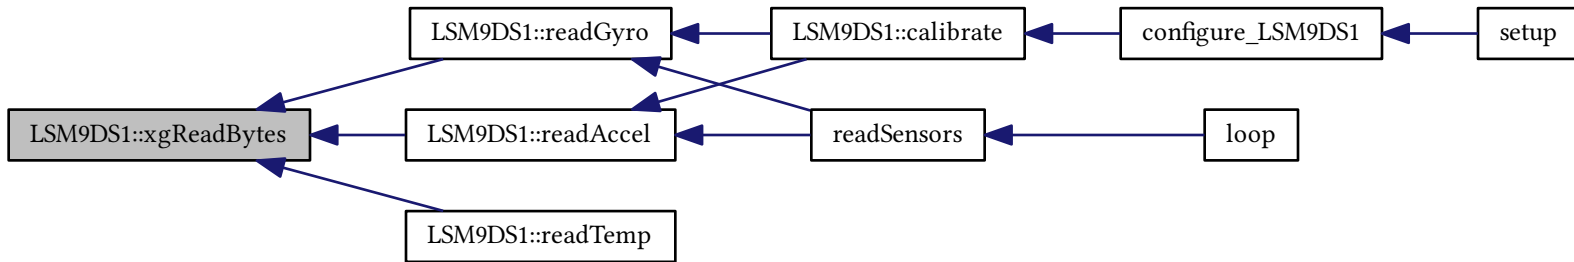 LSM9DS1::readGyro
LSM9DS1::calibrate
configure_LSM9DS1
setup
LSM9DS1::xgReadBytes
LSM9DS1::readAccel
readSensors
loop
LSM9DS1::readTemp